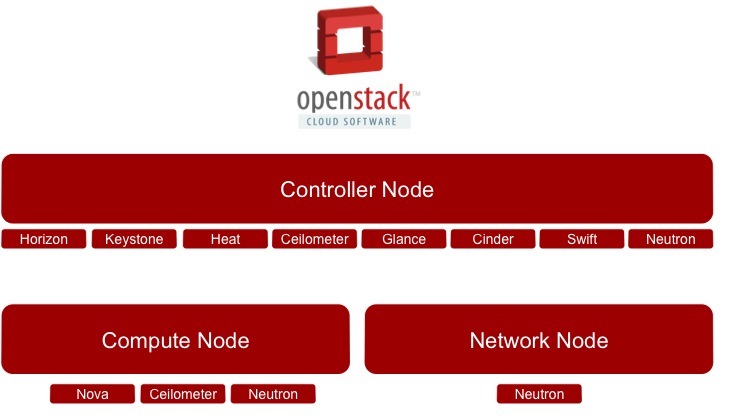 openstack™
CLOUD SOFTWARE
Controller Node
Horizon Keystone Heat Ceilometer Glance Cinder Swift Neutron
Compute Node Network Node
Nova Ceilometer Neutron Neutron